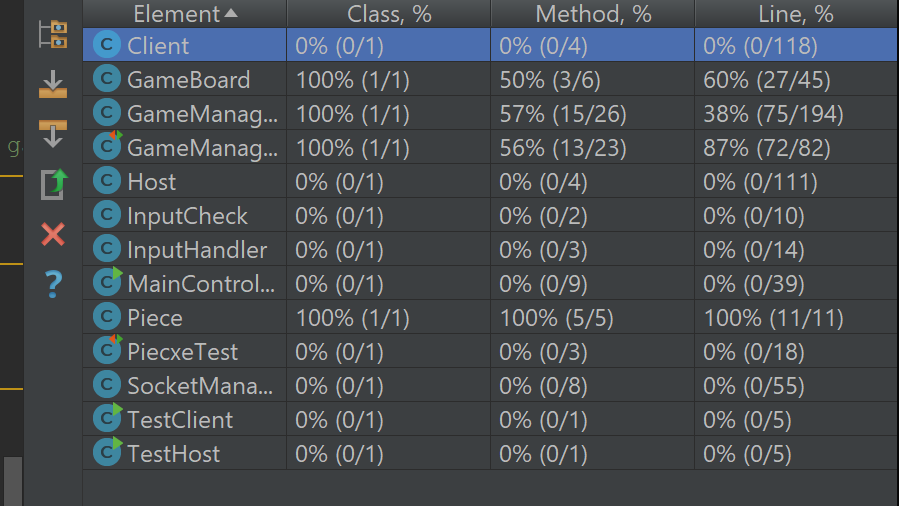 Element Class, % Method, % Line, %
C Client 0% (0/1) 0% (0/4) 0% (0/118)
C GameBoard 100% (1/1) 50% (3/6) 60% (27/45)
C GameManag... 100% (1/1) 57% (15/26) 38% (75/194)
C GameManag... 100% (1/1) 56% (13/23) 87% (72/82)
C Host 0% (0/1) 0% (0/4) 0% (0/111)
C InputCheck 0% (0/1) 0% (0/2) 0% (0/10)
C InputHandler 0% (0/1) 0% (0/3) 0% (0/14)
C MainControl... 0% (0/1) 0% (0/9) 0% (0/39)
C Piece 100% (1/1) 100% (5/5) 100% (11/11)
C PiecxeTest 0% (0/1) 0% (0/3) 0% (0/18)
C SocketMana... 0% (0/1) 0% (0/8) 0% (0/55)
C TestClient 0% (0/1) 0% (0/1) 0% (0/5)
C TestHost 0% (0/1) 0% (0/1) 0% (0/5)
g
?